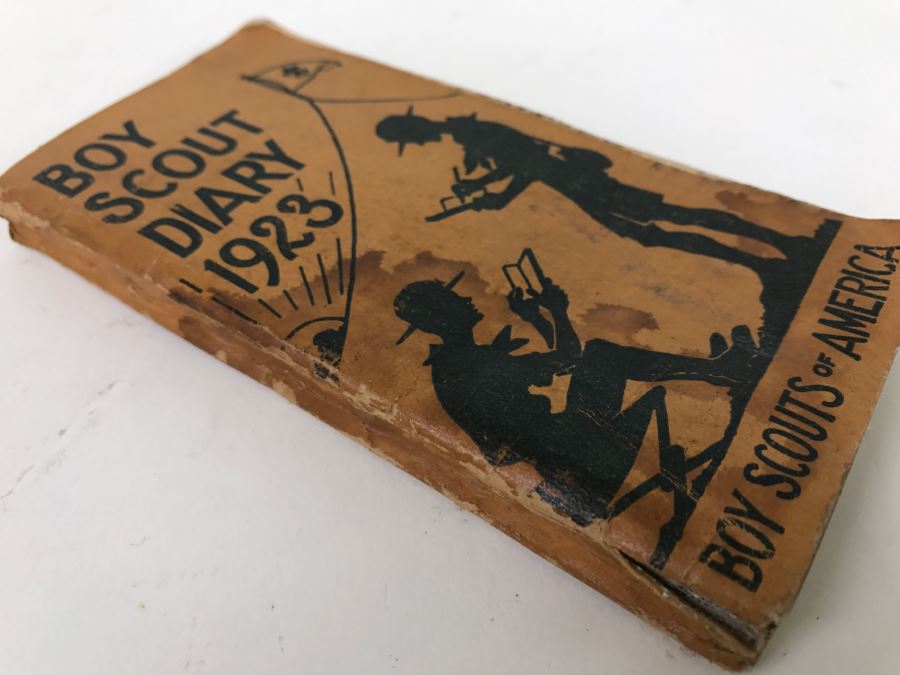 BOY
SCOUT
DIARY
1923
BOY SCOUTS OF AMERICA